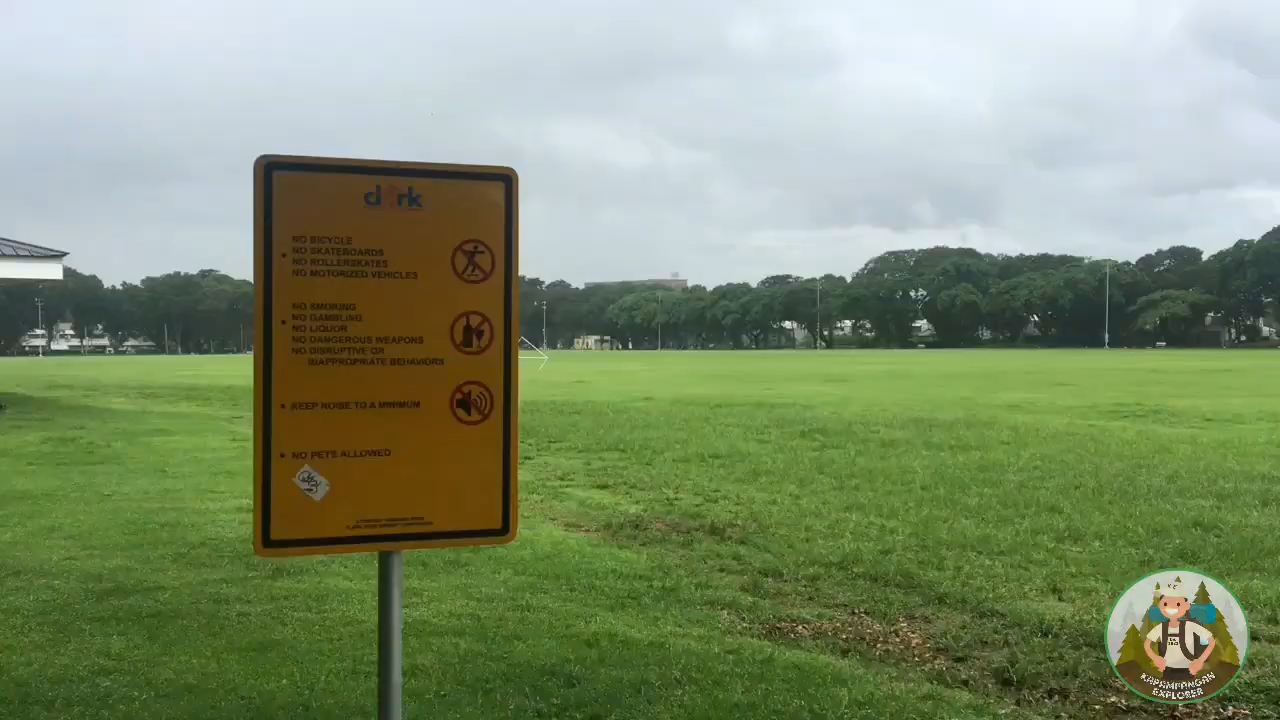 clark
NO BICYCLE
NO SKATEBOARDS
NO ROLLERSKATES
NO MOTORIZED VEHICLES
NO SMOKING
NO GAMBLING
NO LIQUOR
NO DANGEROUS WEAPONS
NO DISRUPTIVE OR
INAPPROPRIATE BEHAVIORS
KEEP NOISE TO A MINIMUM
NO PETS ALLOWED
KAPAMPANGAN
EXPLORER